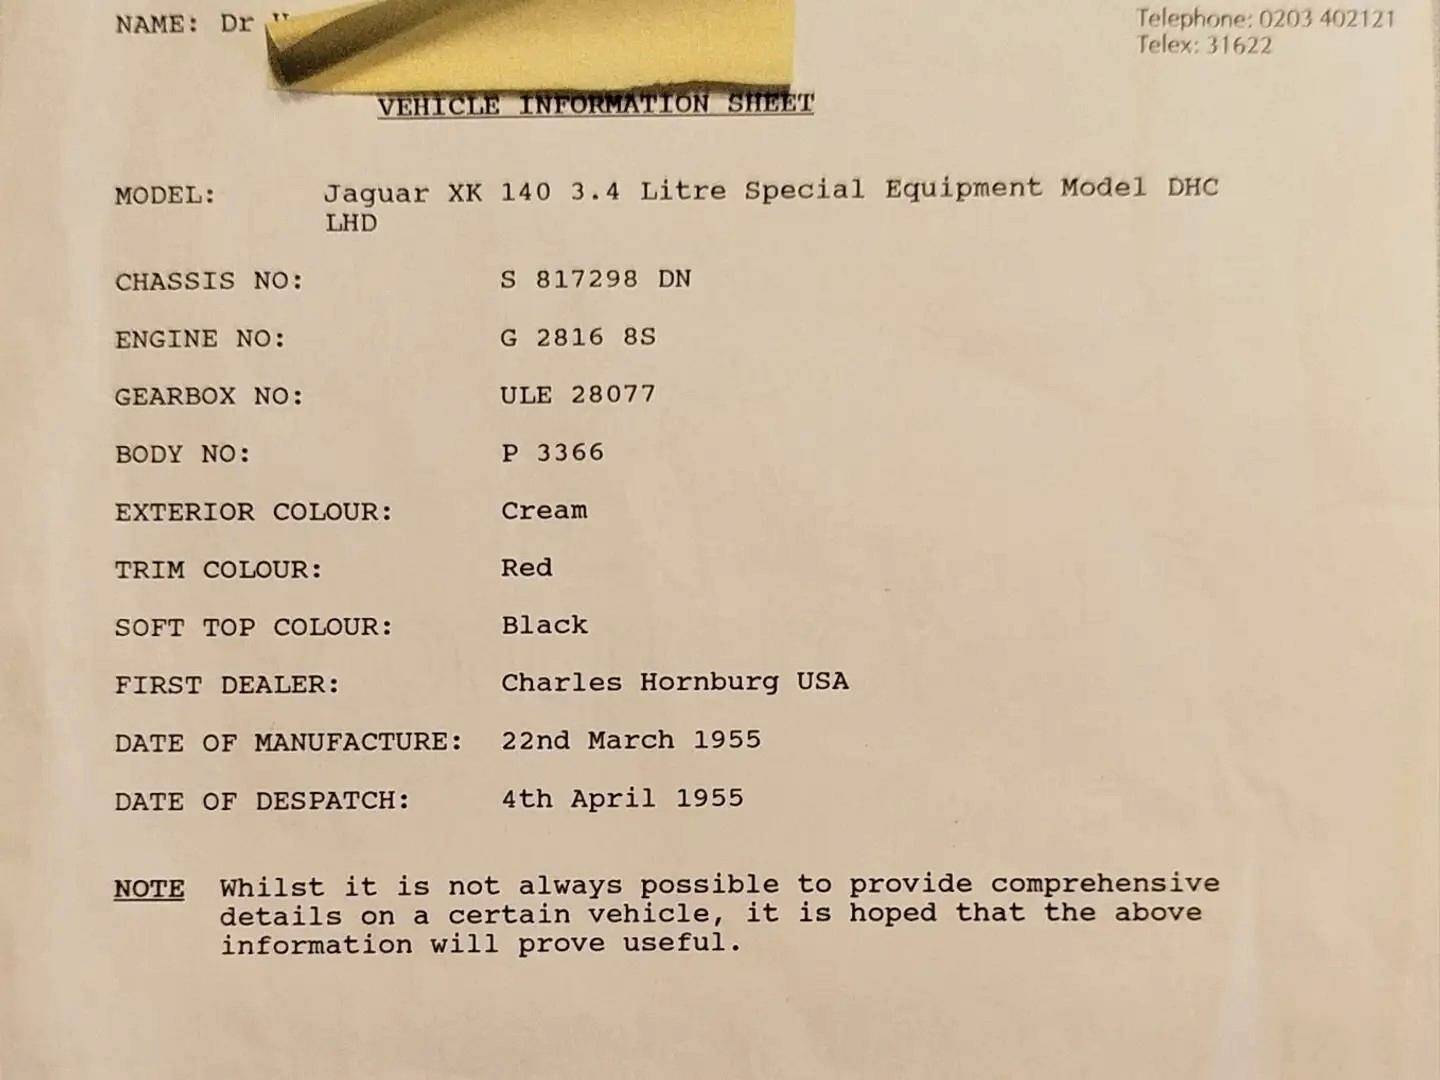 NAME: Dr
Telephone: 0203 402121
Telex: 31622
VEHICLE INFORMATION SHEET
MODEL: Jaguar XK 140 3.4 Litre Special Equipment Model DHC
LHD
CHASSIS NO: S 817298 DN
ENGINE NO: G 2816 8S
GEARBOX NO: ULE 28077
BODY NO: P 3366
EXTERIOR COLOUR: Cream
TRIM COLOUR: Red
SOFT TOP COLOUR: Black
FIRST DEALER: Charles Hornburg USA
DATE OF MANUFACTURE: 22nd March 1955
DATE OF DESPATCH: 4th April 1955
NOTE Whilst it is not always possible to provide comprehensive
details on a certain vehicle, it is hoped that the above
information will prove useful.